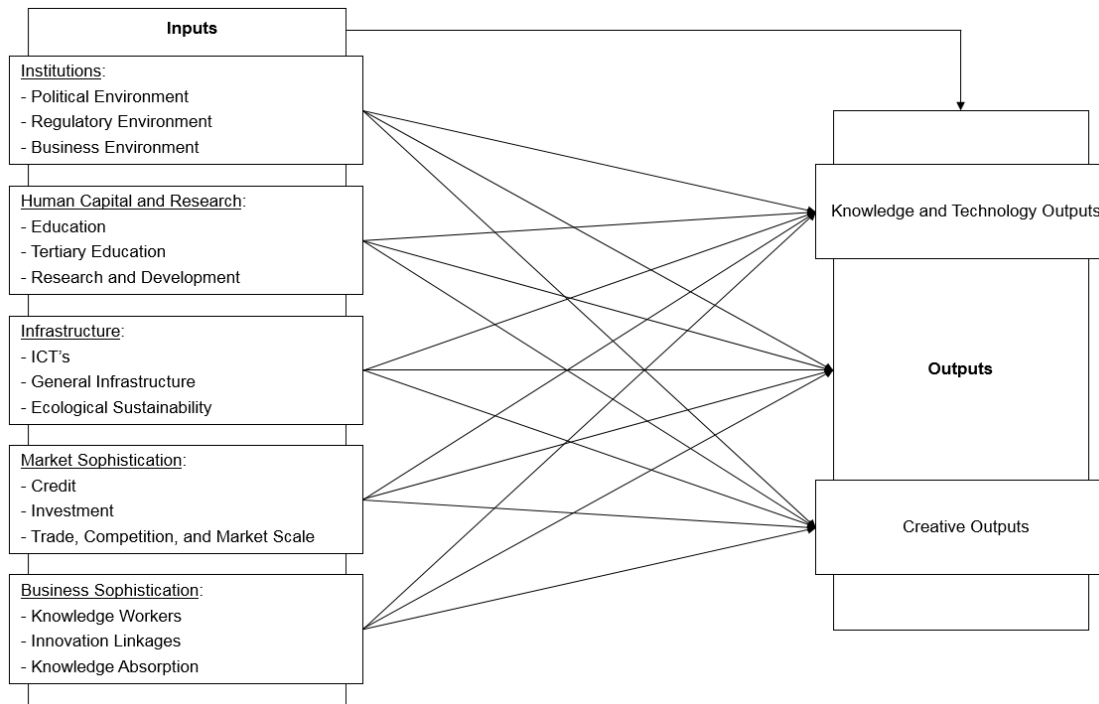 Inputs
Institutions:
- Political Environment
- Regulatory Environment
- Business Environment
Human Capital and Research:
- Education
- Tertiary Education
- Research and Development
Infrastructure:
- ICT’s
- General Infrastructure
- Ecological Sustainability
Market Sophistication:
- Credit
- Investment
- Trade, Competition, and Market Scale
Business Sophistication:
- Knowledge Workers
- Innovation Linkages
- Knowledge Absorption
Knowledge and Technology Outputs
Outputs
Creative Outputs